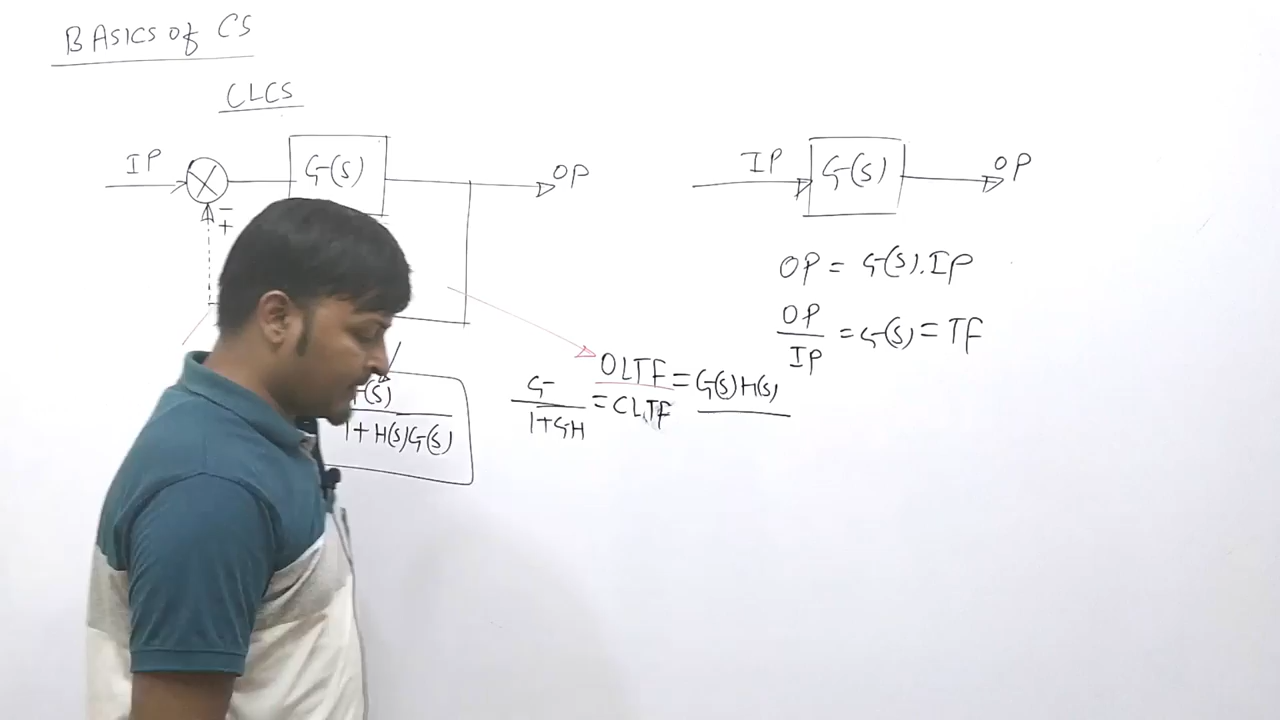 BASICS of CS
CLCS
IP
G(S)
OP
-
+
(S)
1+H(S)G(S)
G
1+GH
=CLTF
OLTF=G(S)H(S)
IP
G(S)
OP
OP = G(S).IP
OP
IP
=G(S)=TF